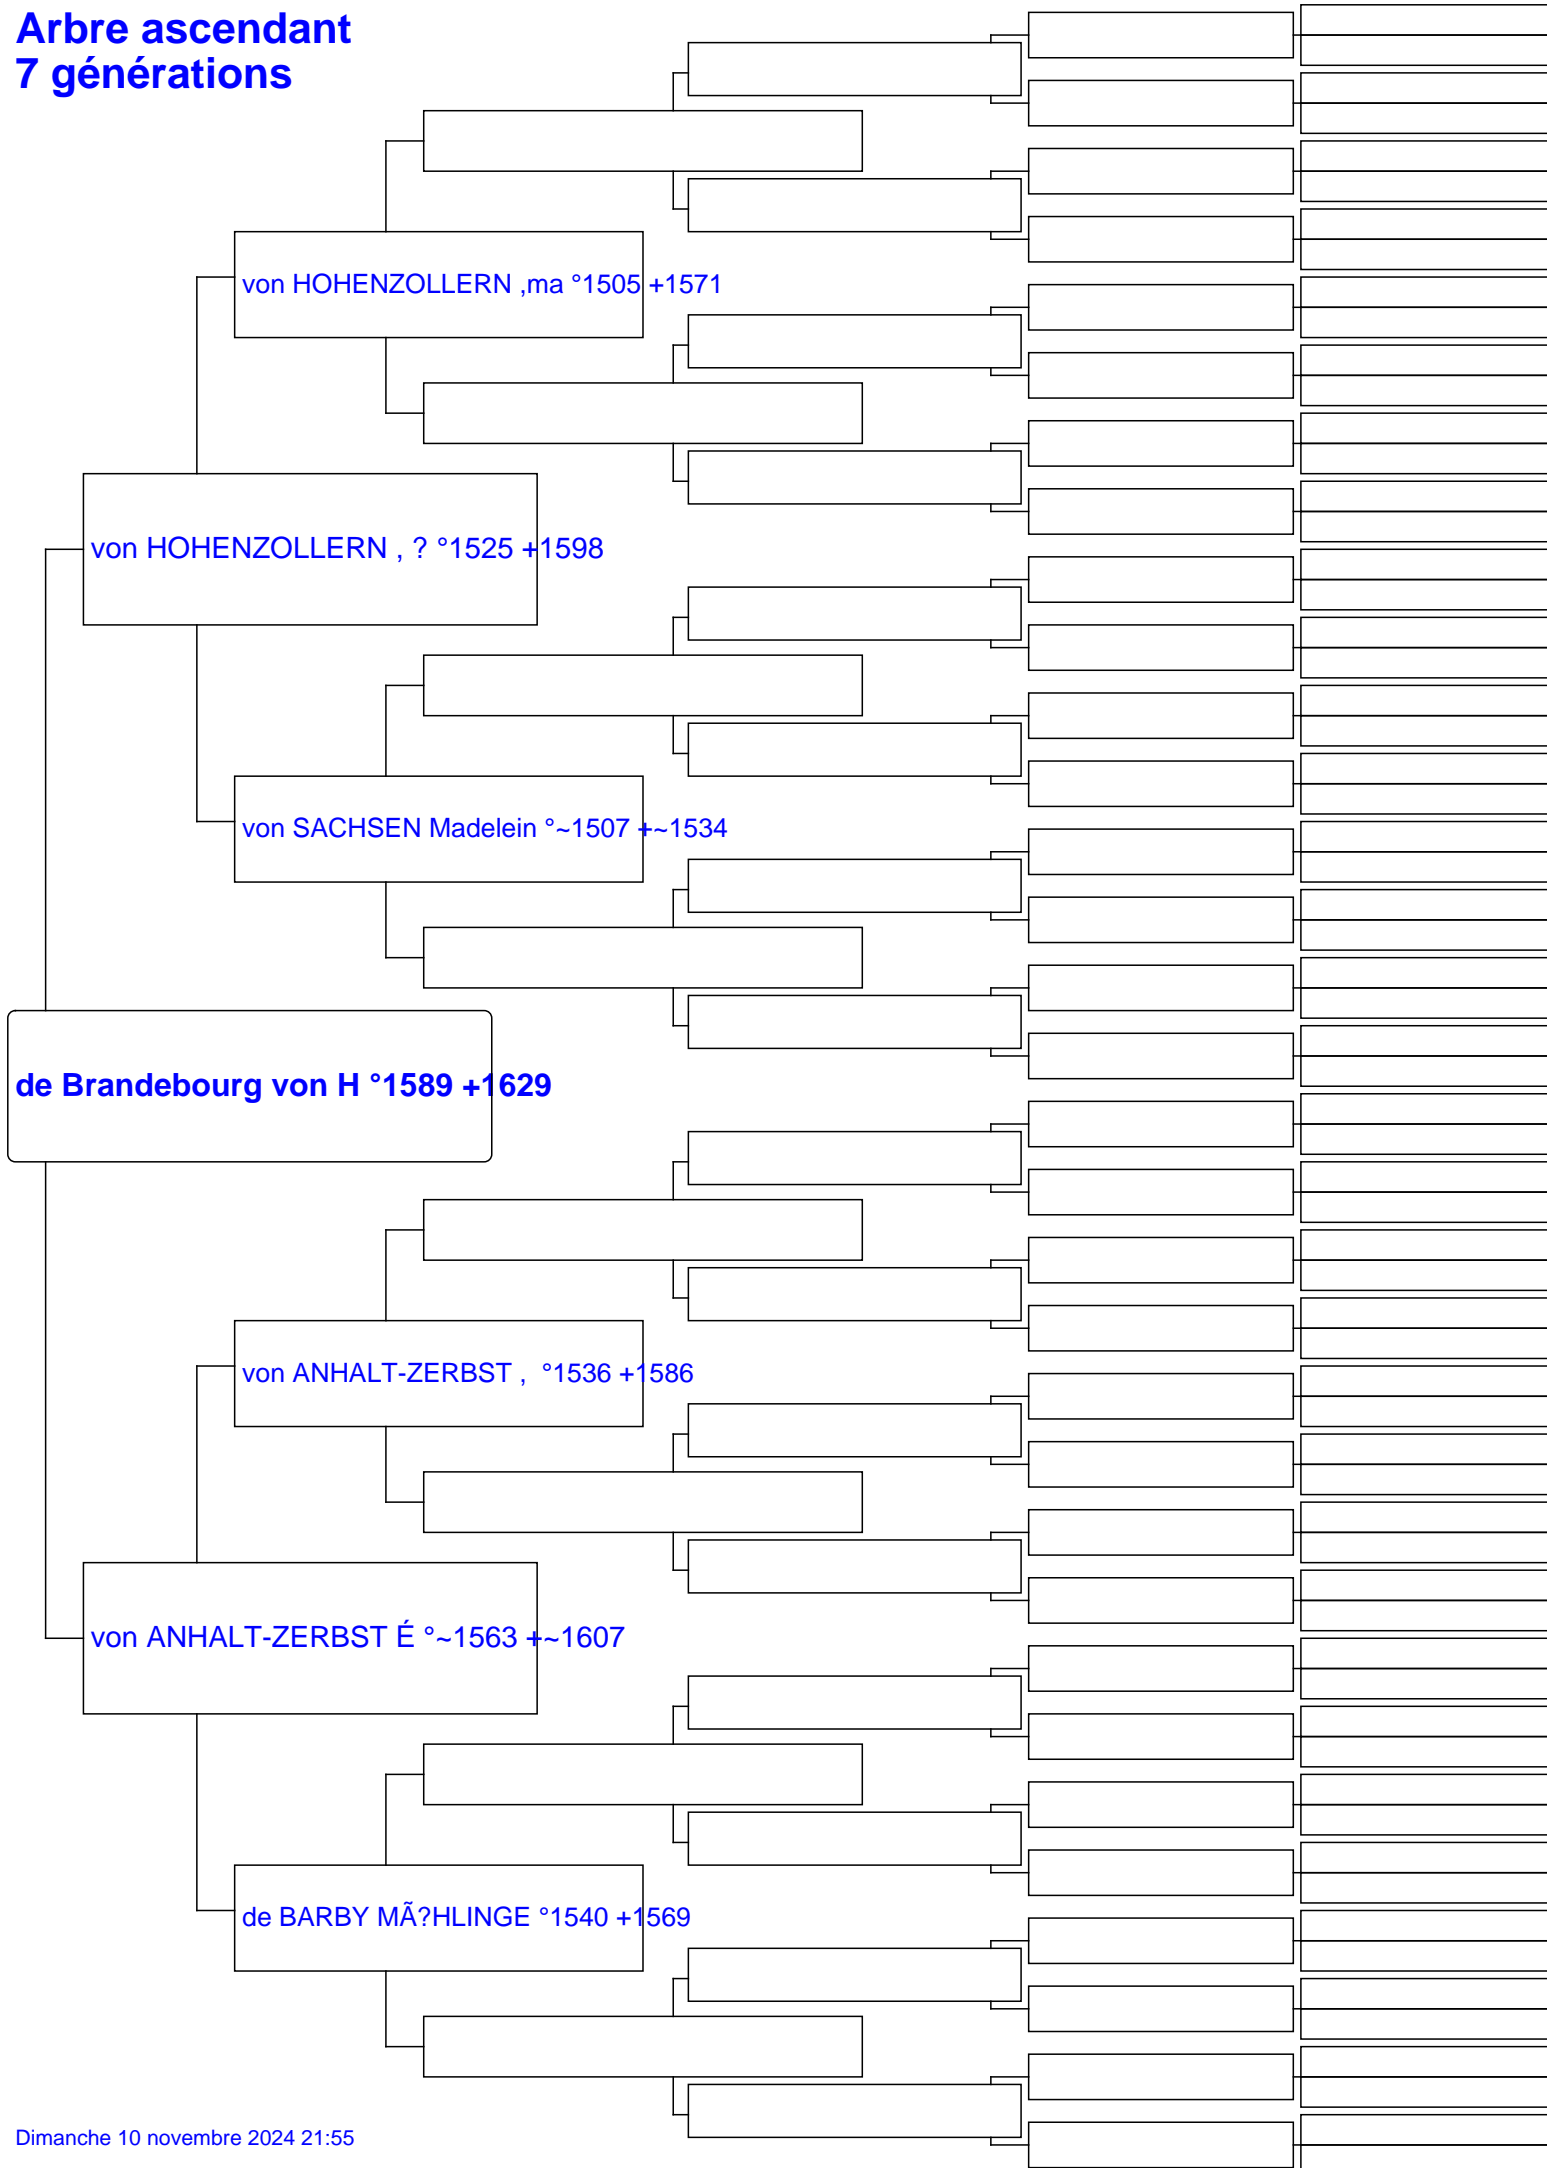 Arbre ascendant
7 générations
von HOHENZOLLERN ,ma °1505 +1571
von HOHENZOLLERN , ? °1525 +1598
von SACHSEN Madelein °~1507 +~1534
de Brandebourg von H °1589 +1629
von ANHALT-ZERBST ,  °1536 +1586
von ANHALT-ZERBST É °~1563 +~1607
de BARBY MÃ?HLINGE °1540 +1569
Dimanche 10 novembre 2024 21:55